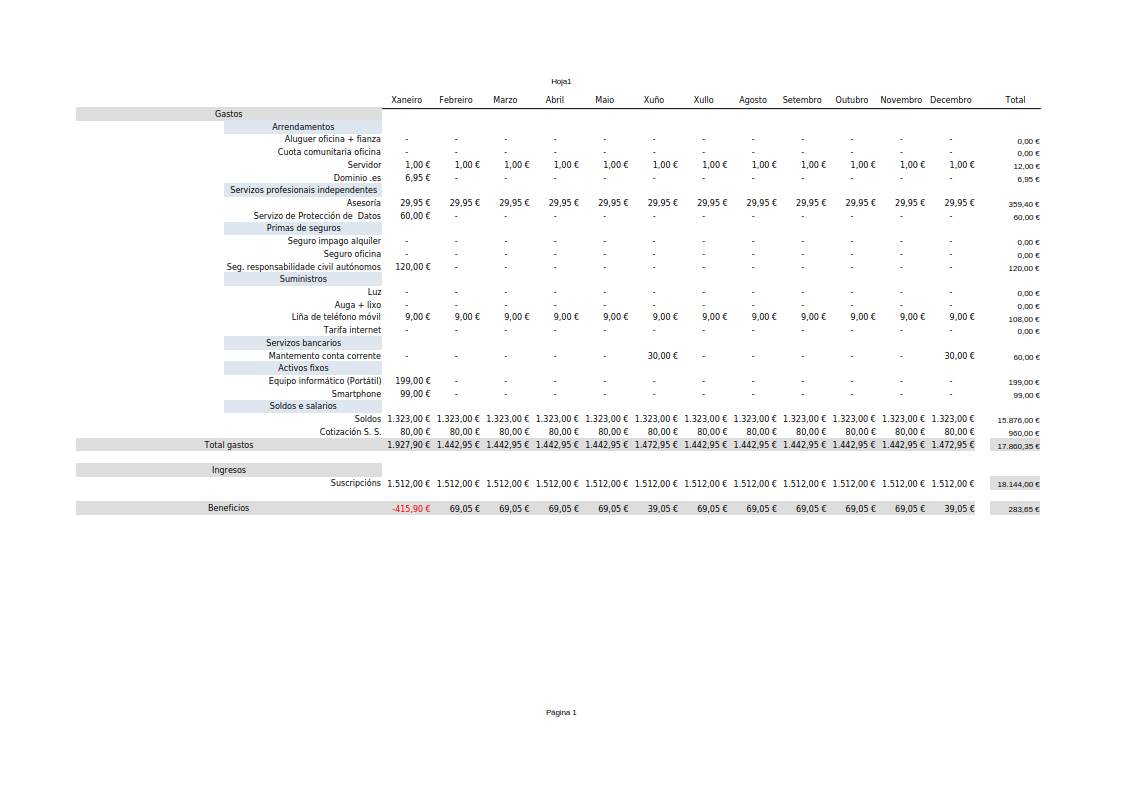 Hoja1
Xaneiro Febreiro Marzo Abril Maio Xuño Xullo Agosto Setembro Outubro Novembro Decembro Total
Gastos
Arrendamentos
Aluguer oficina + fianza - - - - - - - - - - - - 0,00 €
Cuota comunitaria oficina - - - - - - - - - - - - 0,00 €
Servidor 1,00 € 1,00 € 1,00 € 1,00 € 1,00 € 1,00 € 1,00 € 1,00 € 1,00 € 1,00 € 1,00 € 1,00 € 12,00 €
Dominio .es 6,95 € - - - - - - - - - - - 6,95 €
Servizos profesionais independentes
Asesoría 29,95 € 29,95 € 29,95 € 29,95 € 29,95 € 29,95 € 29,95 € 29,95 € 29,95 € 29,95 € 29,95 € 29,95 € 359,40 €
Servizo de Protección de Datos 60,00 € - - - - - - - - - - - 60,00 €
Primas de seguros
Seguro impago alquiler - - - - - - - - - - - - 0,00 €
Seguro oficina - - - - - - - - - - - - 0,00 €
Seg. responsabilidade civil autónomos 120,00 € - - - - - - - - - - - 120,00 €
Suministros
Luz - - - - - - - - - - - - 0,00 €
Auga + lixo - - - - - - - - - - - - 0,00 €
Liña de teléfono móvil 9,00 € 9,00 € 9,00 € 9,00 € 9,00 € 9,00 € 9,00 € 9,00 € 9,00 € 9,00 € 9,00 € 9,00 € 108,00 €
Tarifa internet - - - - - - - - - - - - 0,00 €
Servizos bancarios
Mantemento conta corrente - - - - - 30,00 € - - - - - 30,00 € 60,00 €
Activos fixos
Equipo informático (Portátil) 199,00 € - - - - - - - - - - - 199,00 €
Smartphone 99,00 € - - - - - - - - - - - 99,00 €
Soldos e salarios
Soldos 1.323,00 € 1.323,00 € 1.323,00 € 1.323,00 € 1.323,00 € 1.323,00 € 1.323,00 € 1.323,00 € 1.323,00 € 1.323,00 € 1.323,00 € 1.323,00 € 15.876,00 €
Cotización S. S. 80,00 € 80,00 € 80,00 € 80,00 € 80,00 € 80,00 € 80,00 € 80,00 € 80,00 € 80,00 € 80,00 € 80,00 € 960,00 €
Total gastos 1.927,90 € 1.442,95 € 1.442,95 € 1.442,95 € 1.442,95 € 1.472,95 € 1.442,95 € 1.442,95 € 1.442,95 € 1.442,95 € 1.442,95 € 1.472,95 € 17.860,35 €
Ingresos
Suscripcións 1.512,00 € 1.512,00 € 1.512,00 € 1.512,00 € 1.512,00 € 1.512,00 € 1.512,00 € 1.512,00 € 1.512,00 € 1.512,00 € 1.512,00 € 1.512,00 € 18.144,00 €
Beneficios -415,90 € 69,05 € 69,05 € 69,05 € 69,05 € 39,05 € 69,05 € 69,05 € 69,05 € 69,05 € 69,05 € 39,05 € 283,65 €
Página 1